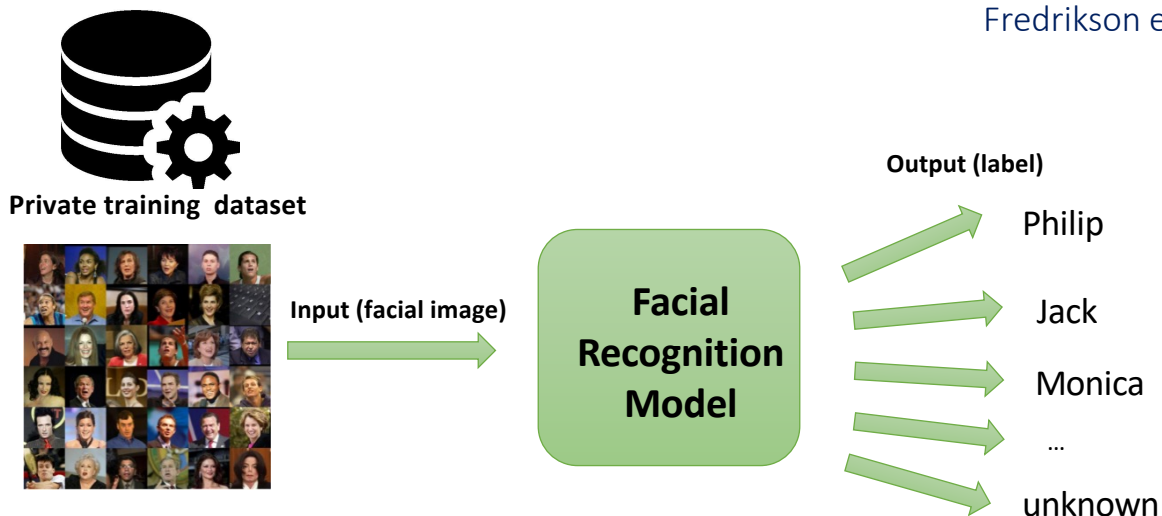 Fredrikson e
Private training dataset
Input (facial image)
Facial
Recognition
Model
Output (label)
Philip
Jack
Monica
...
unknown